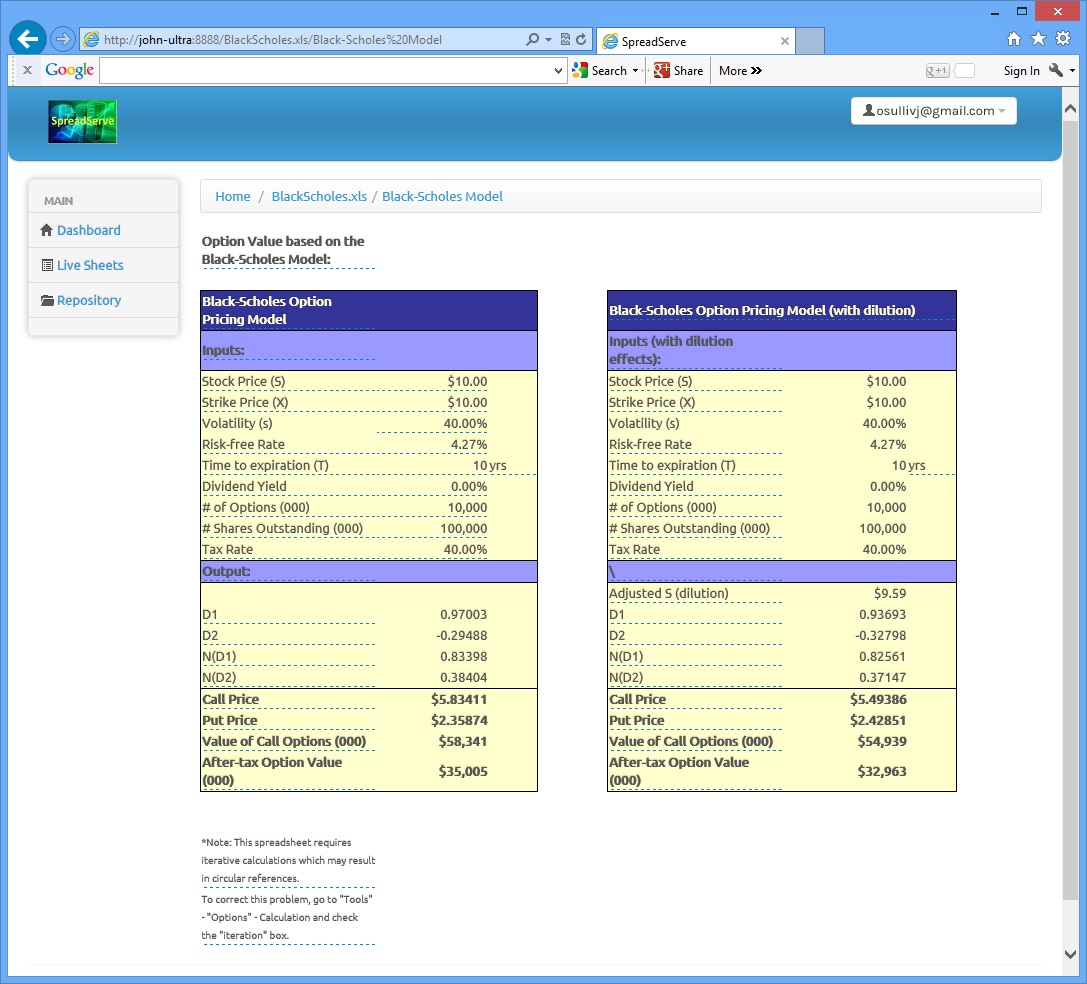 http://john-ultra:8888/BlackScholes.xls/Black-Scholes%20Model
SpreadServe
Google
Search
Share
More »
+1
Sign In
SpreadServe
osullivj@gmail.com
MAIN
Dashboard
Live Sheets
Repository
Home / BlackScholes.xls / Black-Scholes Model
Option Value based on the
Black-Scholes Model:
Black-Scholes Option
Pricing Model
Inputs:
Stock Price (S) $10.00
Strike Price (X) $10.00
Volatility (s) 40.00%
Risk-free Rate 4.27%
Time to expiration (T) 10 yrs
Dividend Yield 0.00%
# of Options (000) 10,000
# Shares Outstanding (000) 100,000
Tax Rate 40.00%
Output:
D1 0.97003
D2 -0.29488
N(D1) 0.83398
N(D2) 0.38404
Call Price $5.83411
Put Price $2.35874
Value of Call Options (000) $58,341
After-tax Option Value
(000) $35,005
Black-Scholes Option Pricing Model (with dilution)
Inputs (with dilution
effects):
Stock Price (S) $10.00
Strike Price (X) $10.00
Volatility (s) 40.00%
Risk-free Rate 4.27%
Time to expiration (T) 10 yrs
Dividend Yield 0.00%
# of Options (000) 10,000
# Shares Outstanding (000) 100,000
Tax Rate 40.00%
\
Adjusted S (dilution) $9.59
D1 0.93693
D2 -0.32798
N(D1) 0.82561
N(D2) 0.37147
Call Price $5.49386
Put Price $2.42851
Value of Call Options (000) $54,939
After-tax Option Value
(000) $32,963
*Note: This spreadsheet requires
iterative calculations which may result
in circular references.
To correct this problem, go to "Tools"
- "Options" - Calculation and check
the "iteration" box.